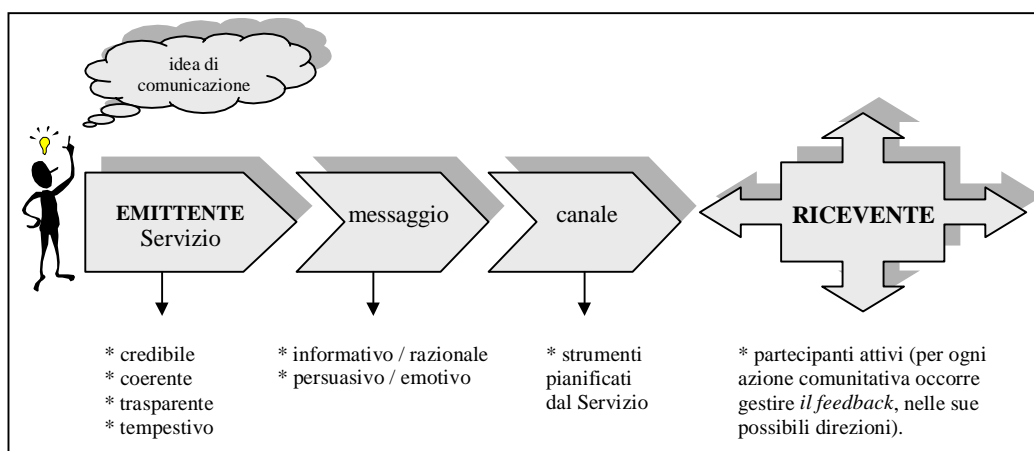 idea di
comunicazione
EMITTENTE
Servizio
messaggio
canale
RICEVENTE
* credibile
* coerente
* trasparente
* tempestivo
* informativo / razionale
* persuasivo / emotivo
* strumenti
pianificati
dal Servizio
* partecipanti attivi (per ogni
azione comunitativa occorre
gestire il feedback, nelle sue
possibili direzioni).